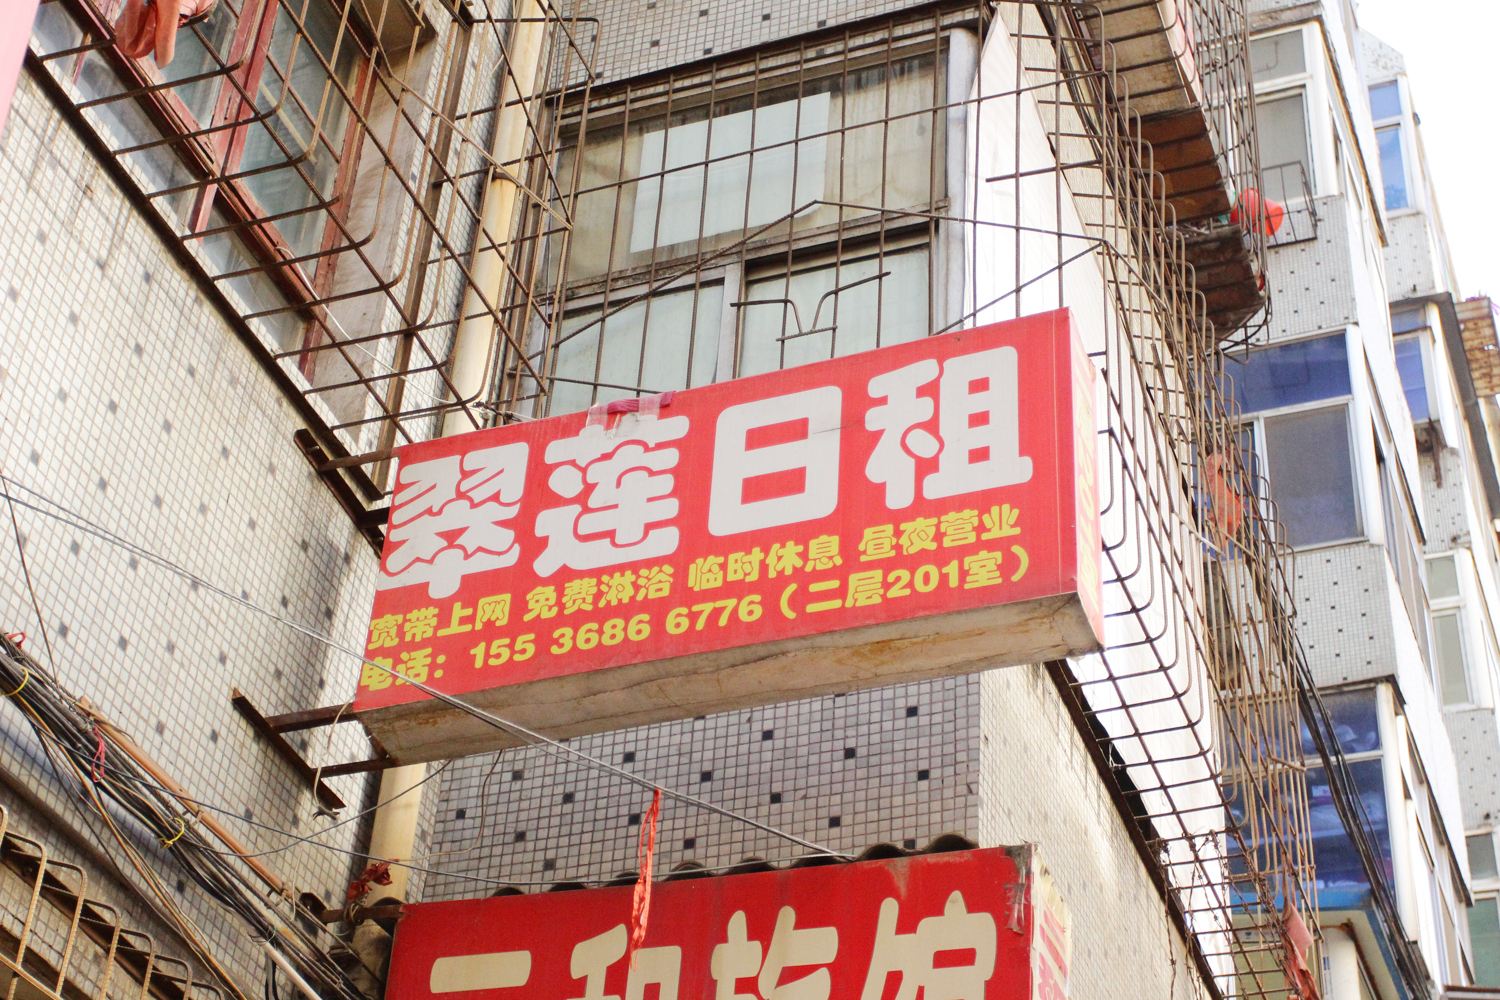 翠莲日租
宽带上网 免费淋浴 临时休息 昼夜营业
电话：155 3686 6776（二层201室）
和旅馆